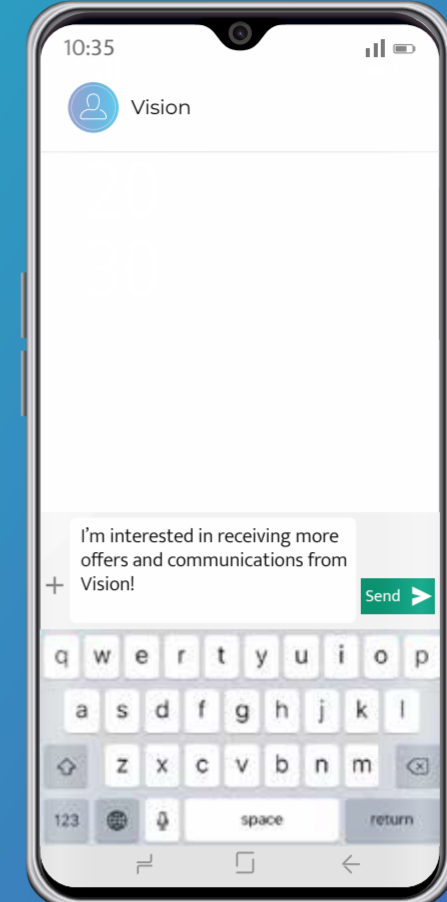 10:35
Vision
I'm interested in receiving more
offers and communications from
Vision!
Send
q w e r t y u i o p
a s d f g h j k l
z x c v b n m
123 space return